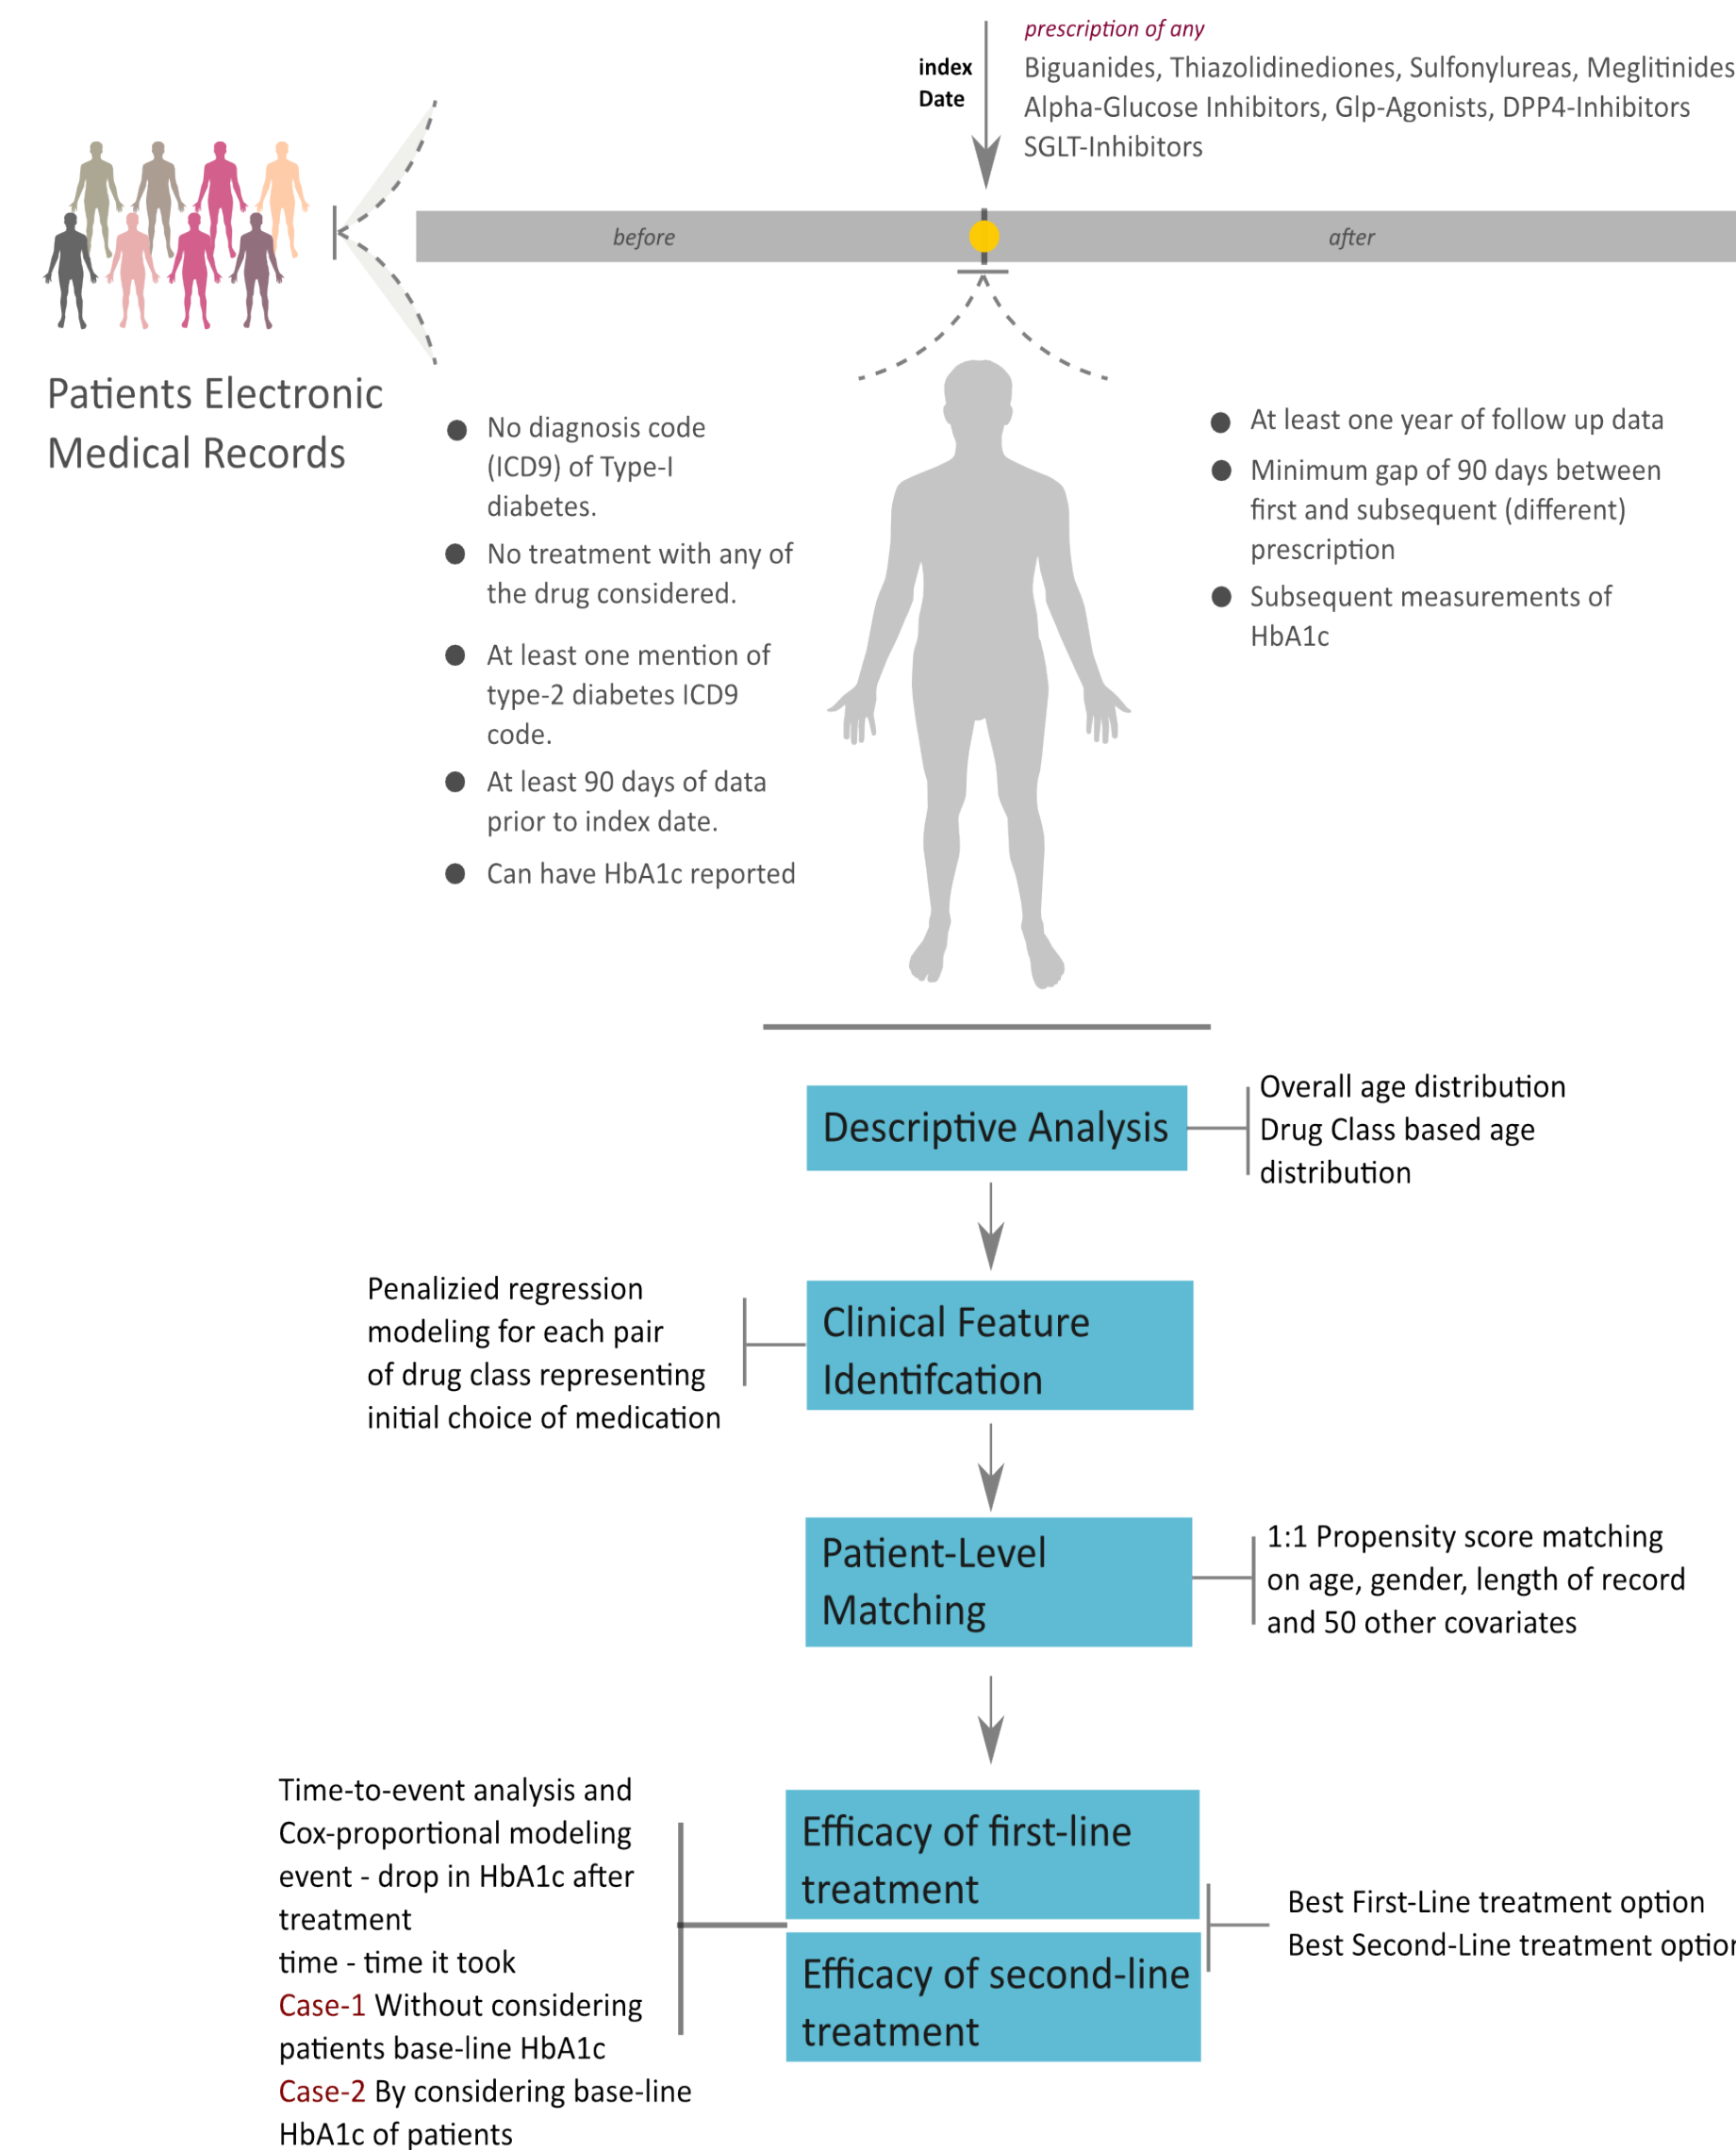 prescription of any
index
Date
Biguanides, Thiazolidinediones, Sulfonylureas, Meglitinides
Alpha-Glucose Inhibitors, Glp-Agonists, DPP4-Inhibitors
SGLT-Inhibitors
before
after
Patients Electronic
Medical Records
No diagnosis code
(ICD9) of Type-I
diabetes.
No treatment with any of
the drug considered.
At least one mention of
type-2 diabetes ICD9
code.
At least 90 days of data
prior to index date.
Can have HbA1c reported
At least one year of follow up data
Minimum gap of 90 days between
first and subsequent (different)
prescription
Subsequent measurements of
HbA1c
Descriptive Analysis
Overall age distribution
Drug Class based age
distribution
Penalizied regression
modeling for each pair
of drug class representing
initial choice of medication
Clinical Feature
Identifcation
Patient-Level
Matching
1:1 Propensity score matching
on age, gender, length of record
and 50 other covariates
Time-to-event analysis and
Cox-proportional modeling
event - drop in HbA1c after
treatment
time - time it took
Case-1 Without considering
patients base-line HbA1c
Case-2 By considering base-line
HbA1c of patients
Efficacy of first-line
treatment
Efficacy of second-line
treatment
Best First-Line treatment option
Best Second-Line treatment option